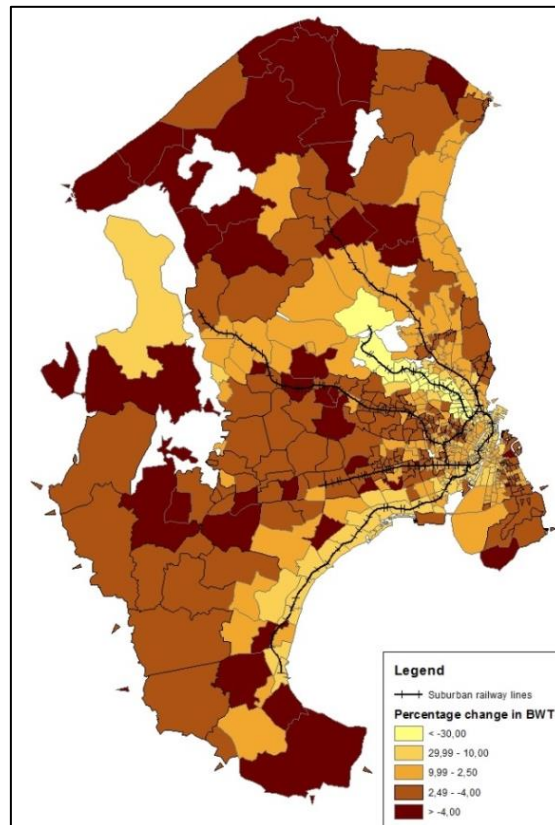 Legend
Suburban railway lines
Percentage change in BWT
< -30,00
29,99 - 10,00
9,99 - 2,50
2,49 - -4,00
> -4,00